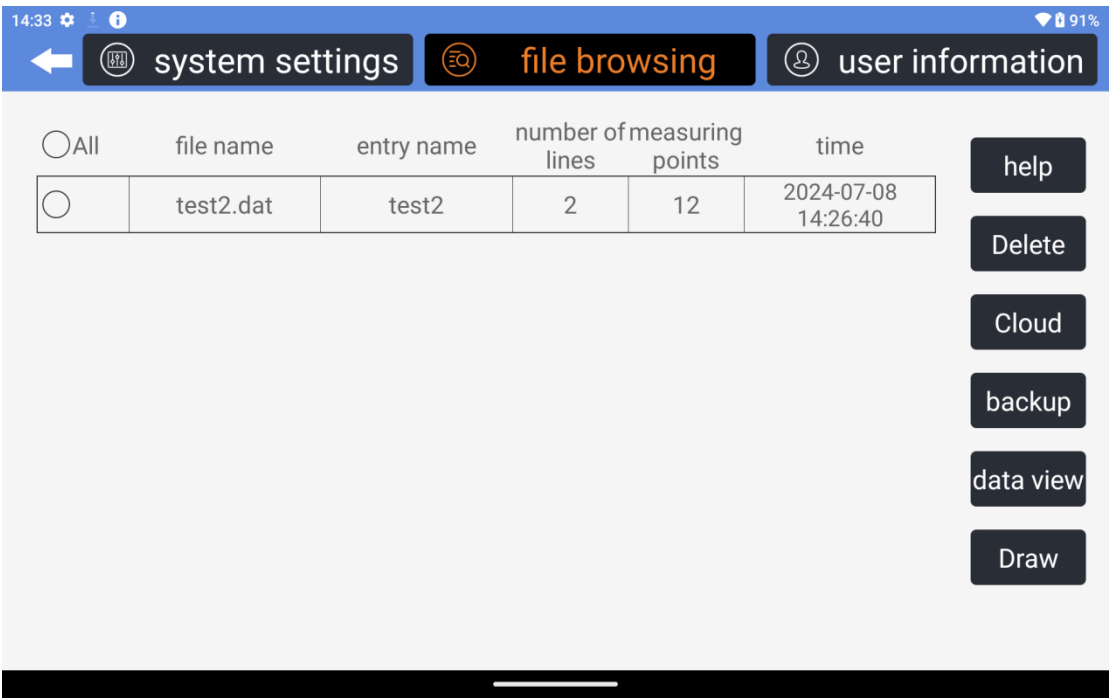 14:33 91%
system settings file browsing user information
All file name entry name number of lines measuring points time
test2.dat test2 2 12 2024-07-08 14:26:40
help
Delete
Cloud
backup
data view
Draw